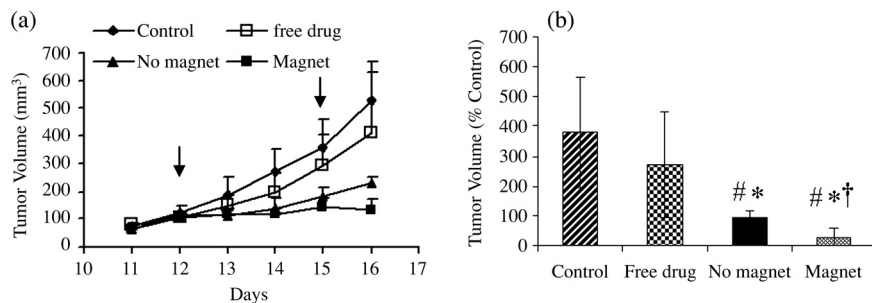 (a)
Control
free drug
No magnet
Magnet
Tumor Volume (mm³)
700
600
500
400
300
200
100
0
10 11 12 13 14 15 16 17
Days
(b)
Tumor Volume (% Control)
700
600
500
400
300
200
100
0
# *
# * †
Control Free drug No magnet Magnet